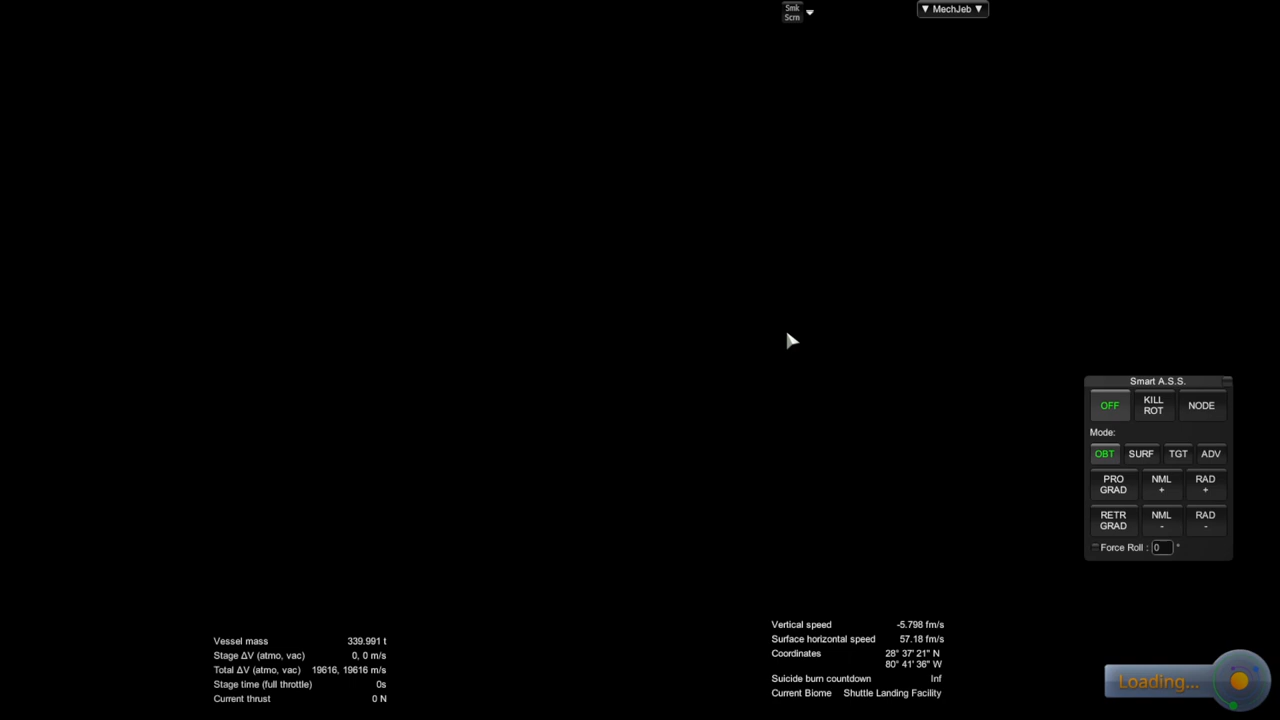 Smk
Scrn
▼ MechJeb ▼
Smart A.S.S.
OFF
KILL
ROT
NODE
Mode:
OBT
SURF
TGT
ADV
PRO
GRAD
NML
+
RAD
+
RETR
GRAD
NML
-
RAD
-
Force Roll : 0 °
Vessel mass 339.991 t
Stage ΔV (atmo, vac) 0, 0 m/s
Total ΔV (atmo, vac) 19616, 19616 m/s
Stage time (full throttle) 0s
Current thrust 0 N
Vertical speed -5.798 fm/s
Surface horizontal speed 57.18 fm/s
Coordinates 28° 37' 21" N
80° 41' 36" W
Suicide burn countdown Inf
Current Biome Shuttle Landing Facility
Loading...